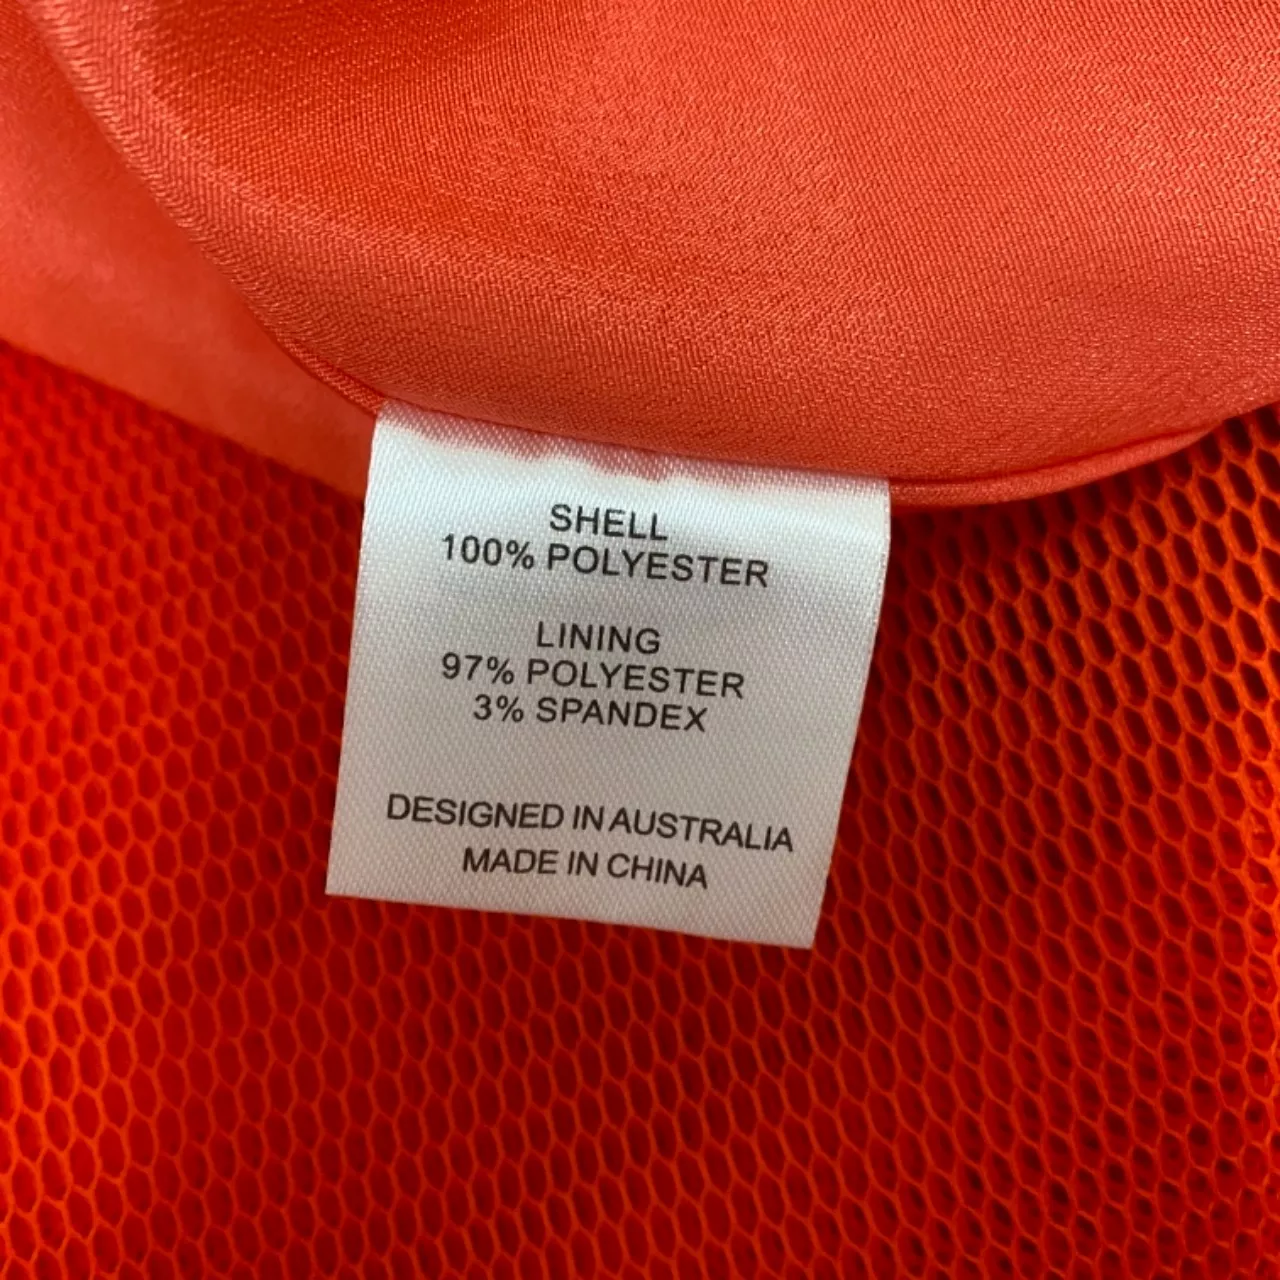 SHELL
100% POLYESTER
LINING
97% POLYESTER
3% SPANDEX
DESIGNED IN AUSTRALIA
MADE IN CHINA